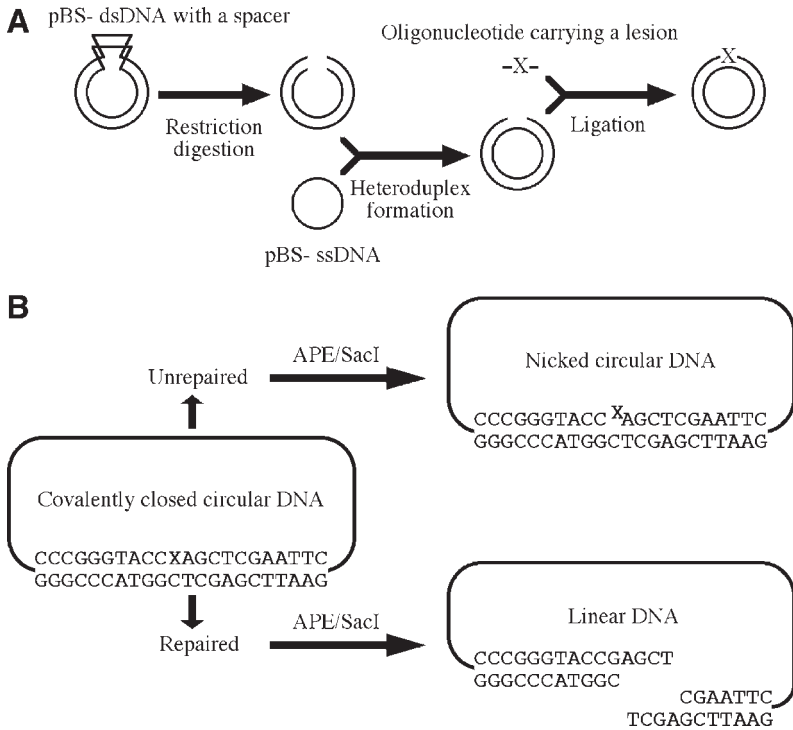 A
pBS- dsDNA with a spacer
Oligonucleotide carrying a lesion
-X-
X
Restriction
digestion
Ligation
Heteroduplex
formation
pBS- ssDNA
B
Unrepaired
APE/SacI
Nicked circular DNA
CCCGGGTACC XAGCTCGAATTC
GGGCCCATGGCTCGAGCTTAAG
Covalently closed circular DNA
CCCGGGTACCXAGCTCGAATTC
GGGCCCATGGCTCGAGCTTAAG
Repaired
APE/SacI
Linear DNA
CCCGGGTACCGAGCT
GGGCCCATGGC
CGAATTC
TCGAGCTTAAG